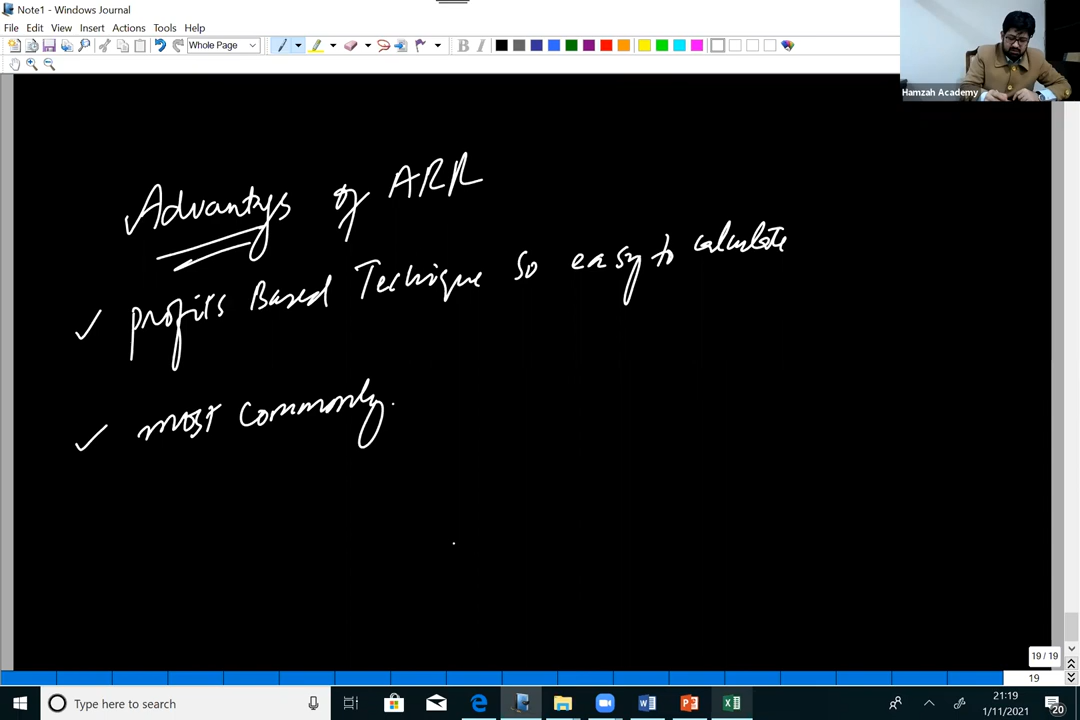 Note1 - Windows Journal
File Edit View Insert Actions Tools Help
Whole Page
Hamzah Academy
Advantgs of ARR
profits Based Technique so easy to calculate
most commonly.
19 / 19
19
Type here to search
21:19
1/11/2021
20